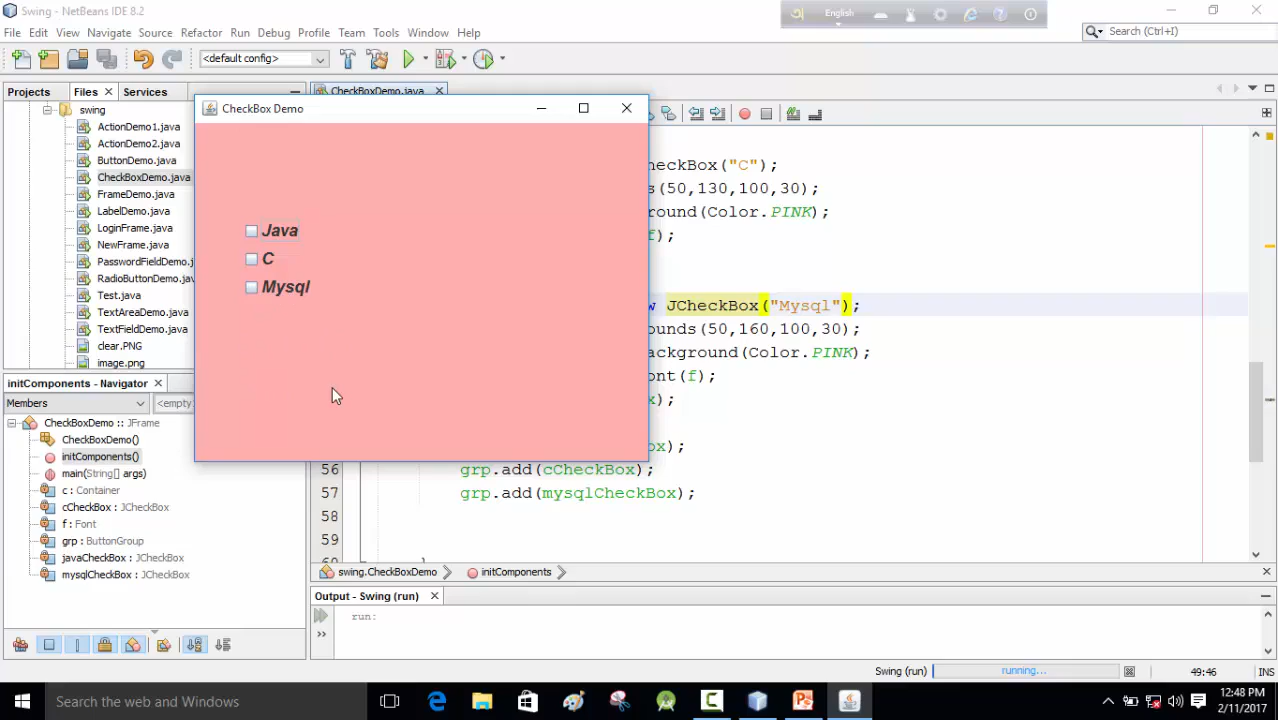 Swing - NetBeans IDE 8.2
English
File Edit View Navigate Source Refactor Run Debug Profile Team Tools Window Help
Search (Ctrl+I)
<default config>
Projects Files Services
CheckBoxDemo.java
swing
ActionDemo1.java
ActionDemo2.java
ButtonDemo.java
CheckBoxDemo.java
FrameDemo.java
LabelDemo.java
LoginFrame.java
NewFrame.java
PasswordFieldDemo.
RadioButtonDemo.ja
Test.java
TextAreaDemo.java
TextFieldDemo.java
clear.PNG
image.png
CheckBox Demo
Java
C
Mysql
heckBox("C");
s(50,130,100,30);
round(Color.PINK);
f);
w JCheckBox("Mysql");
ounds(50,160,100,30);
ackground(Color.PINK);
ont(f);
x);
ox);
56 grp.add(cCheckBox);
57 grp.add(mysqlCheckBox);
58
59
initComponents - Navigator
Members <empty>
CheckBoxDemo :: JFrame
CheckBoxDemo()
initComponents()
main(String[] args)
c : Container
cCheckBox : JCheckBox
f : Font
grp : ButtonGroup
javaCheckBox : JCheckBox
mysqlCheckBox : JCheckBox
swing.CheckBoxDemo initComponents
Output - Swing (run)
run:
Swing (run) running... 49:46 INS
Search the web and Windows
12:48 PM
2/11/2017